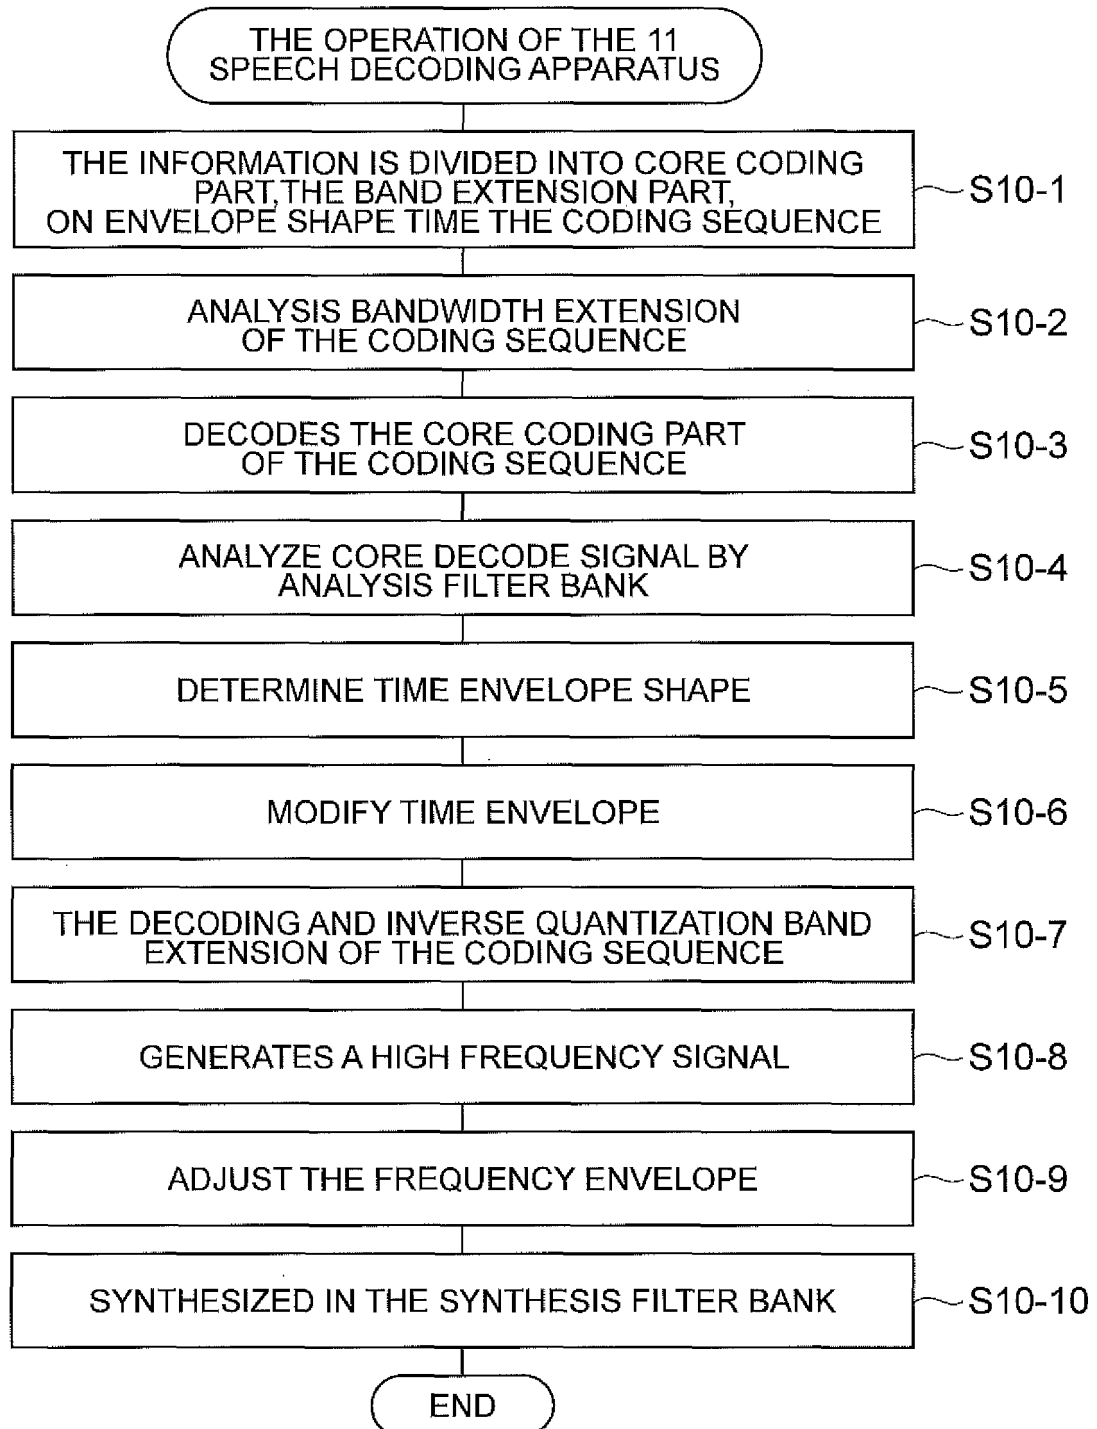 THE OPERATION OF THE 11
SPEECH DECODING APPARATUS
THE INFORMATION IS DIVIDED INTO CORE CODING
PART,THE BAND EXTENSION PART,
ON ENVELOPE SHAPE TIME THE CODING SEQUENCE
S10-1
ANALYSIS BANDWIDTH EXTENSION
OF THE CODING SEQUENCE
S10-2
DECODES THE CORE CODING PART
OF THE CODING SEQUENCE
S10-3
ANALYZE CORE DECODE SIGNAL BY
ANALYSIS FILTER BANK
S10-4
DETERMINE TIME ENVELOPE SHAPE
S10-5
MODIFY TIME ENVELOPE
S10-6
THE DECODING AND INVERSE QUANTIZATION BAND
EXTENSION OF THE CODING SEQUENCE
S10-7
GENERATES A HIGH FREQUENCY SIGNAL
S10-8
ADJUST THE FREQUENCY ENVELOPE
S10-9
SYNTHESIZED IN THE SYNTHESIS FILTER BANK
S10-10
END